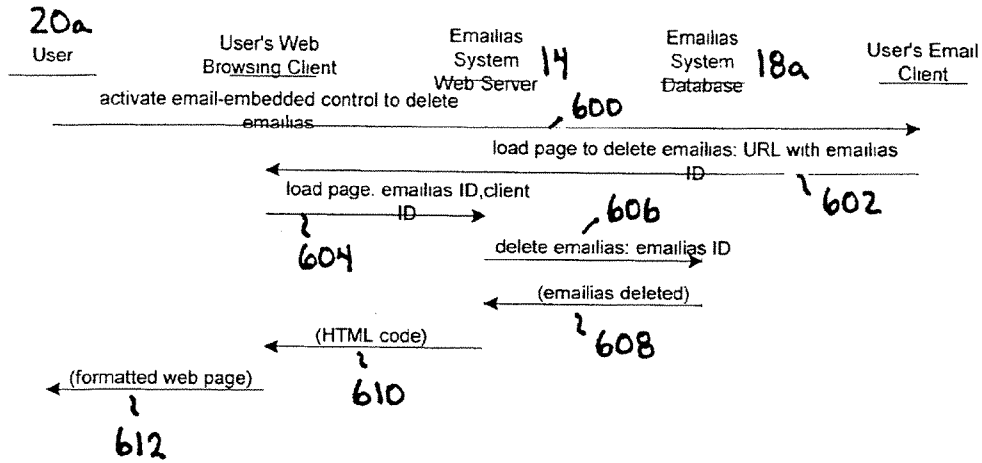 20a
User
User's Web
Browsing Client
Emailias
System
Web Server
14
Emailias
System
Database
18a
User's Email
Client
activate email-embedded control to delete
emailias
600
load page to delete emailias: URL with emailias
ID
602
load page. emailias ID,client
ID
604
606
delete emailias: emailias ID
(emailias deleted)
608
(HTML code)
610
(formatted web page)
612